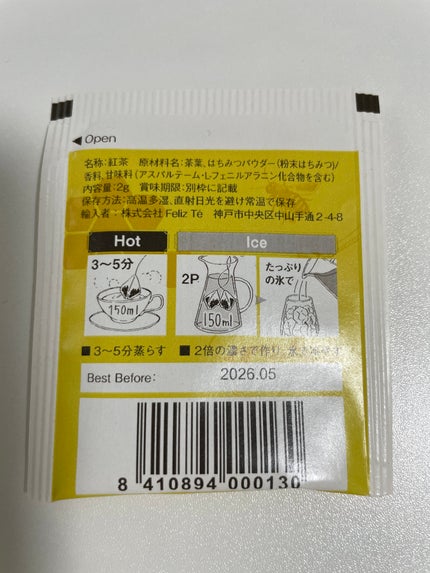 ◀Open
名称:紅茶 原材料名:茶葉、はちみつパウダー(粉末はちみつ)/
香料、甘味料(アスパルテーム・L-フェニルアラニン化合物を含む)
内容量:2g 賞味期限:別枠に記載
保存方法:高温多湿、直射日光を避け常温で保存
輸入者:株式会社 Feliz Té 神戸市中央区中山手通2-4-8
Hot
Ice
3〜5分
150ml
2P
150ml
たっぷり
の氷で
■3〜5分蒸らす
■2倍の濃さで作り、氷で冷やす
Best Before:
2026.05
8 410894 000130